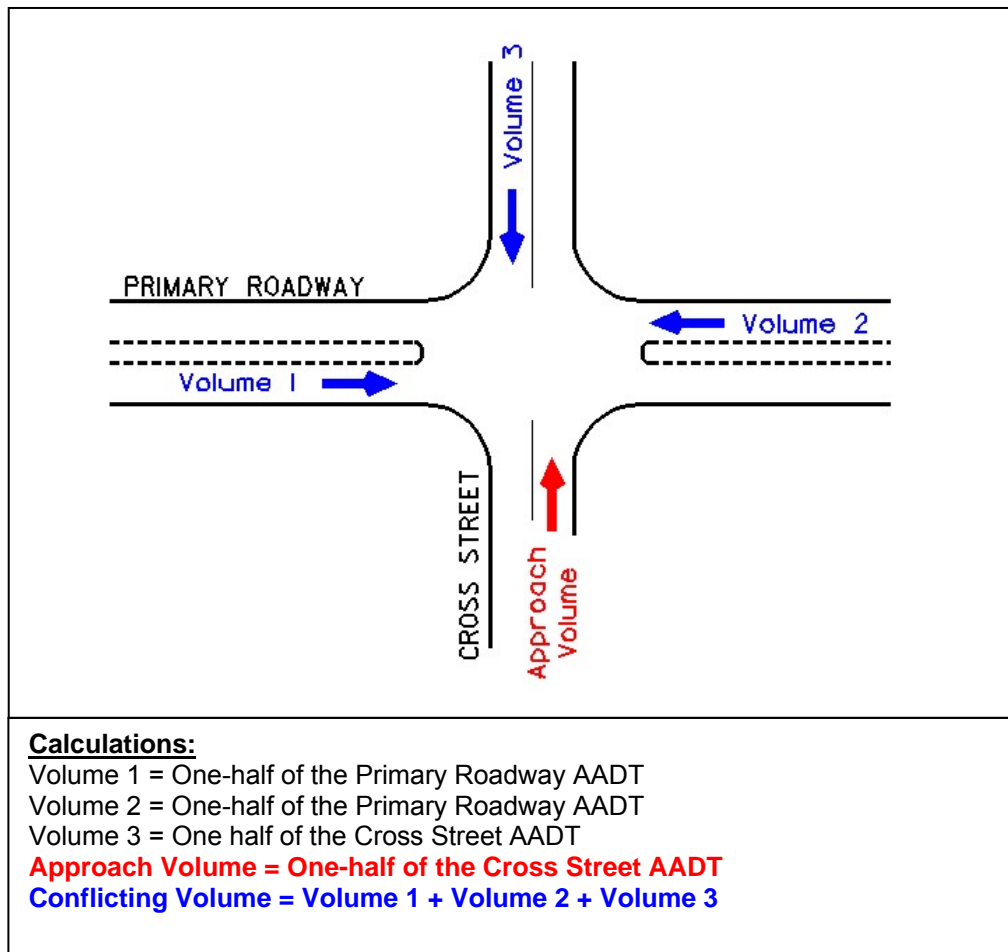 Volume 3
PRIMARY ROADWAY
Volume 2
Volume 1
CROSS STREET
Approach
Volume
Calculations:
Volume 1 = One-half of the Primary Roadway AADT
Volume 2 = One-half of the Primary Roadway AADT
Volume 3 = One half of the Cross Street AADT
Approach Volume = One-half of the Cross Street AADT
Conflicting Volume = Volume 1 + Volume 2 + Volume 3